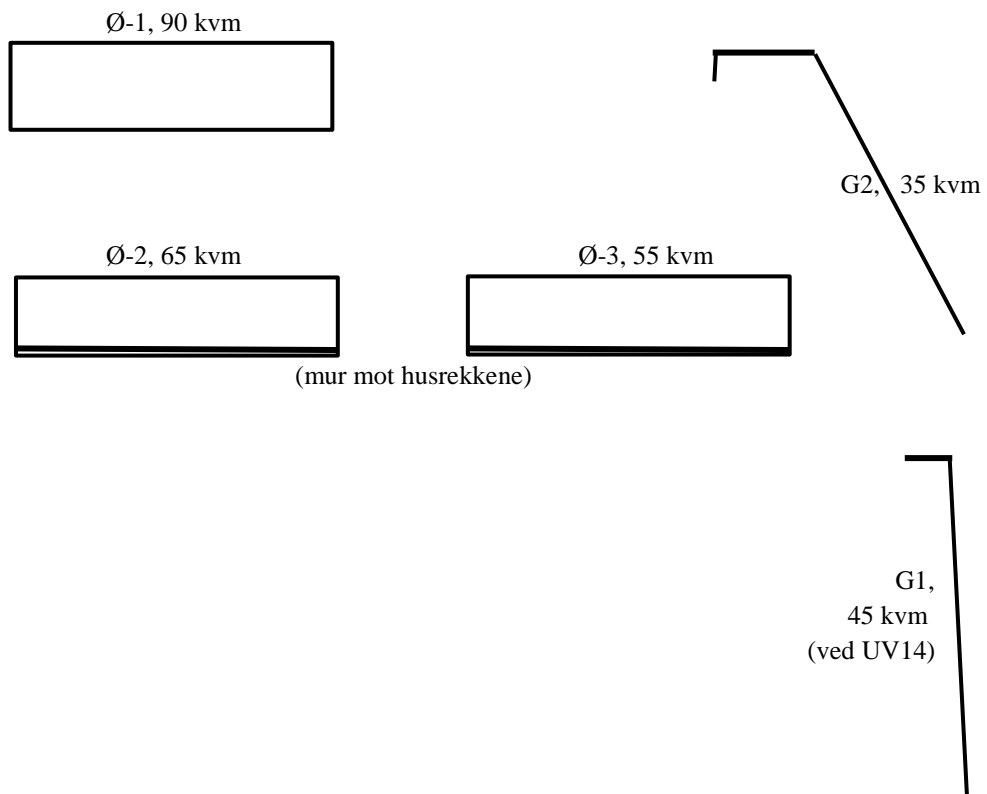 Ø-1, 90 kvm
G2, 35 kvm
Ø-2, 65 kvm
Ø-3, 55 kvm
(mur mot husrekkene)
G1,
45 kvm
(ved UV14)